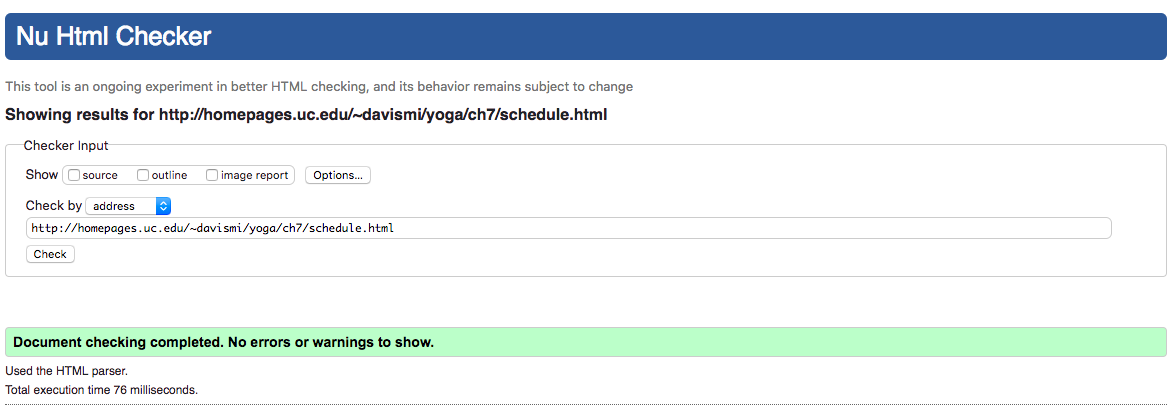 Nu Html Checker
This tool is an ongoing experiment in better HTML checking, and its behavior remains subject to change
Showing results for http://homepages.uc.edu/~davismi/yoga/ch7/schedule.html
Checker Input
Show source outline image report Options...
Check by address
http://homepages.uc.edu/~davismi/yoga/ch7/schedule.html
Check
Document checking completed. No errors or warnings to show.
Used the HTML parser.
Total execution time 76 milliseconds.